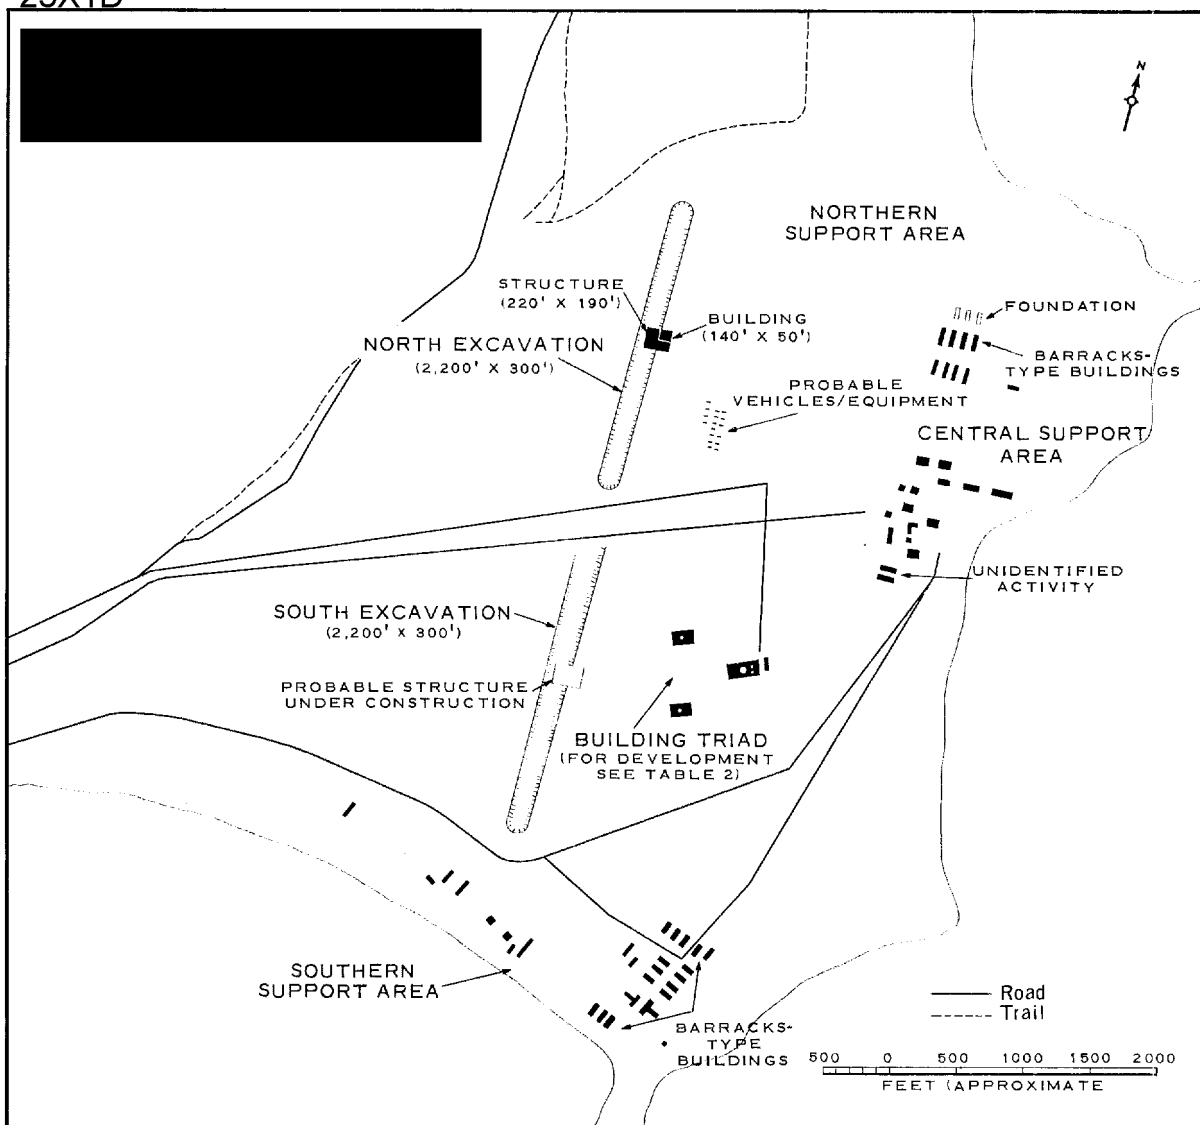 25X1D
N
NORTHERN
SUPPORT AREA
STRUCTURE
(220' X 190')
BUILDING
(140' X 50')
FOUNDATION
NORTH EXCAVATION
(2,200' X 300')
BARRACKS-
TYPE BUILDINGS
PROBABLE
VEHICLES/EQUIPMENT
CENTRAL SUPPORT
AREA
UNIDENTIFIED
ACTIVITY
SOUTH EXCAVATION
(2,200' X 300')
PROBABLE STRUCTURE
UNDER CONSTRUCTION
BUILDING TRIAD
(FOR DEVELOPMENT
SEE TABLE 2)
SOUTHERN
SUPPORT AREA
BARRACKS-
TYPE
BUILDINGS
Road
Trail
500 0 500 1000 1500 2000
FEET (APPROXIMATE